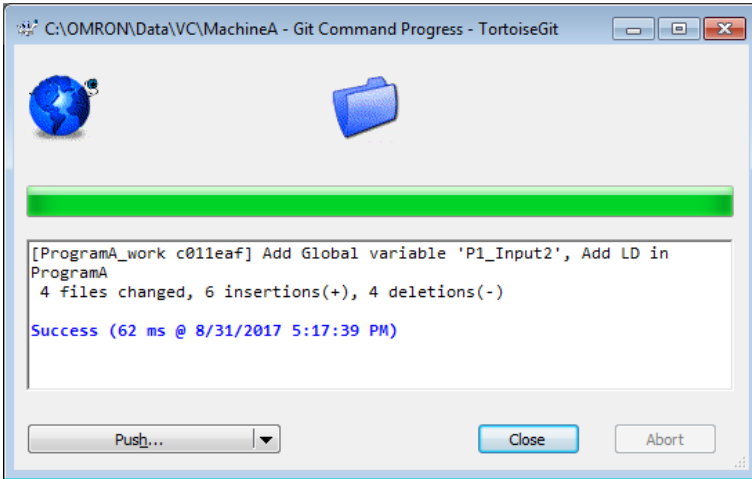 C:\OMRON\Data\VC\MachineA - Git Command Progress - TortoiseGit
[ProgramA_work c011eaf] Add Global variable 'P1_Input2', Add LD in
ProgramA
4 files changed, 6 insertions(+), 4 deletions(-)
Success (62 ms @ 8/31/2017 5:17:39 PM)
Push...
Close
Abort